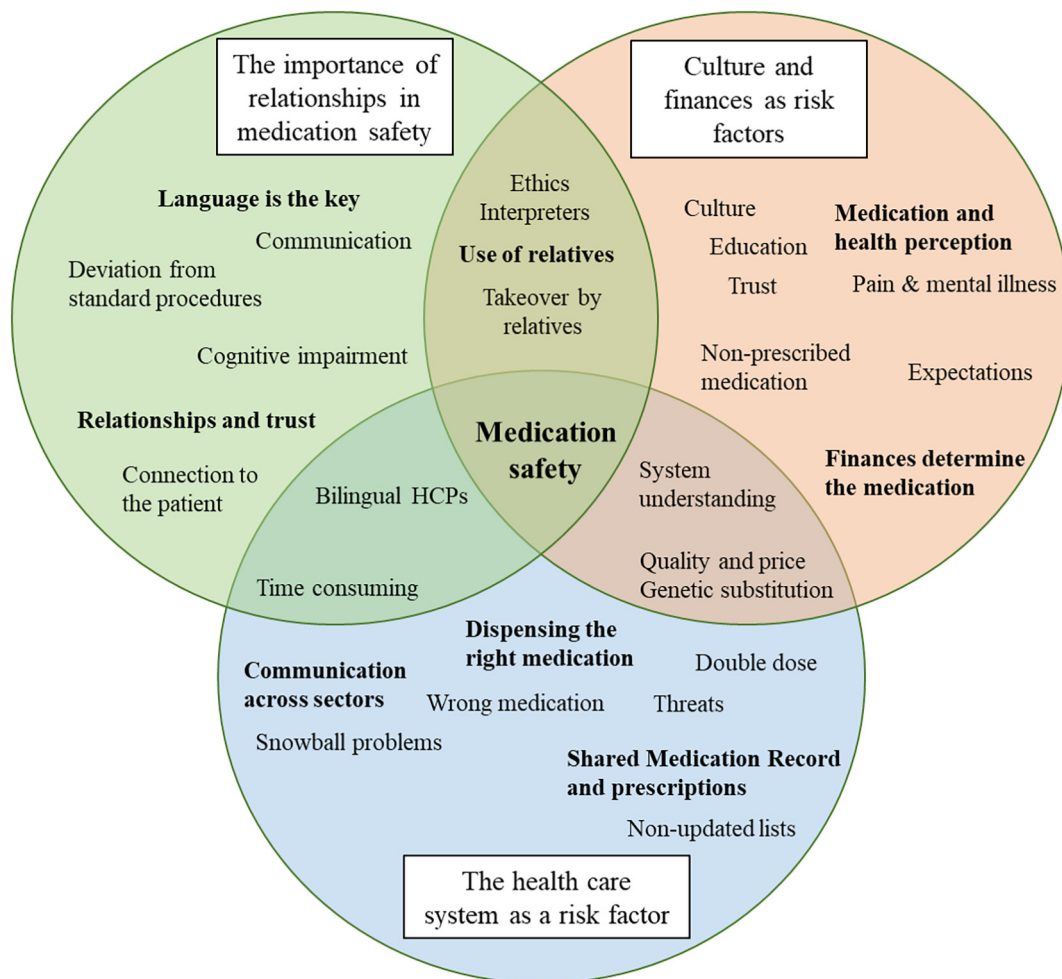 The importance of
relationships in
medication safety
Culture and
finances as risk
factors
Language is the key
Communication
Deviation from
standard procedures
Cognitive impairment
Relationships and trust
Connection to
the patient
Ethics
Interpreters
Use of relatives
Takeover by
relatives
Culture
Education
Trust
Medication and
health perception
Pain & mental illness
Non-prescribed
medication
Expectations
Finances determine
the medication
Medication
safety
Bilingual HCPs
Time consuming
System
understanding
Quality and price
Genetic substitution
Dispensing the
right medication
Double dose
Communication
across sectors
Wrong medication
Threats
Snowball problems
Shared Medication Record
and prescriptions
Non-updated lists
The health care
system as a risk factor